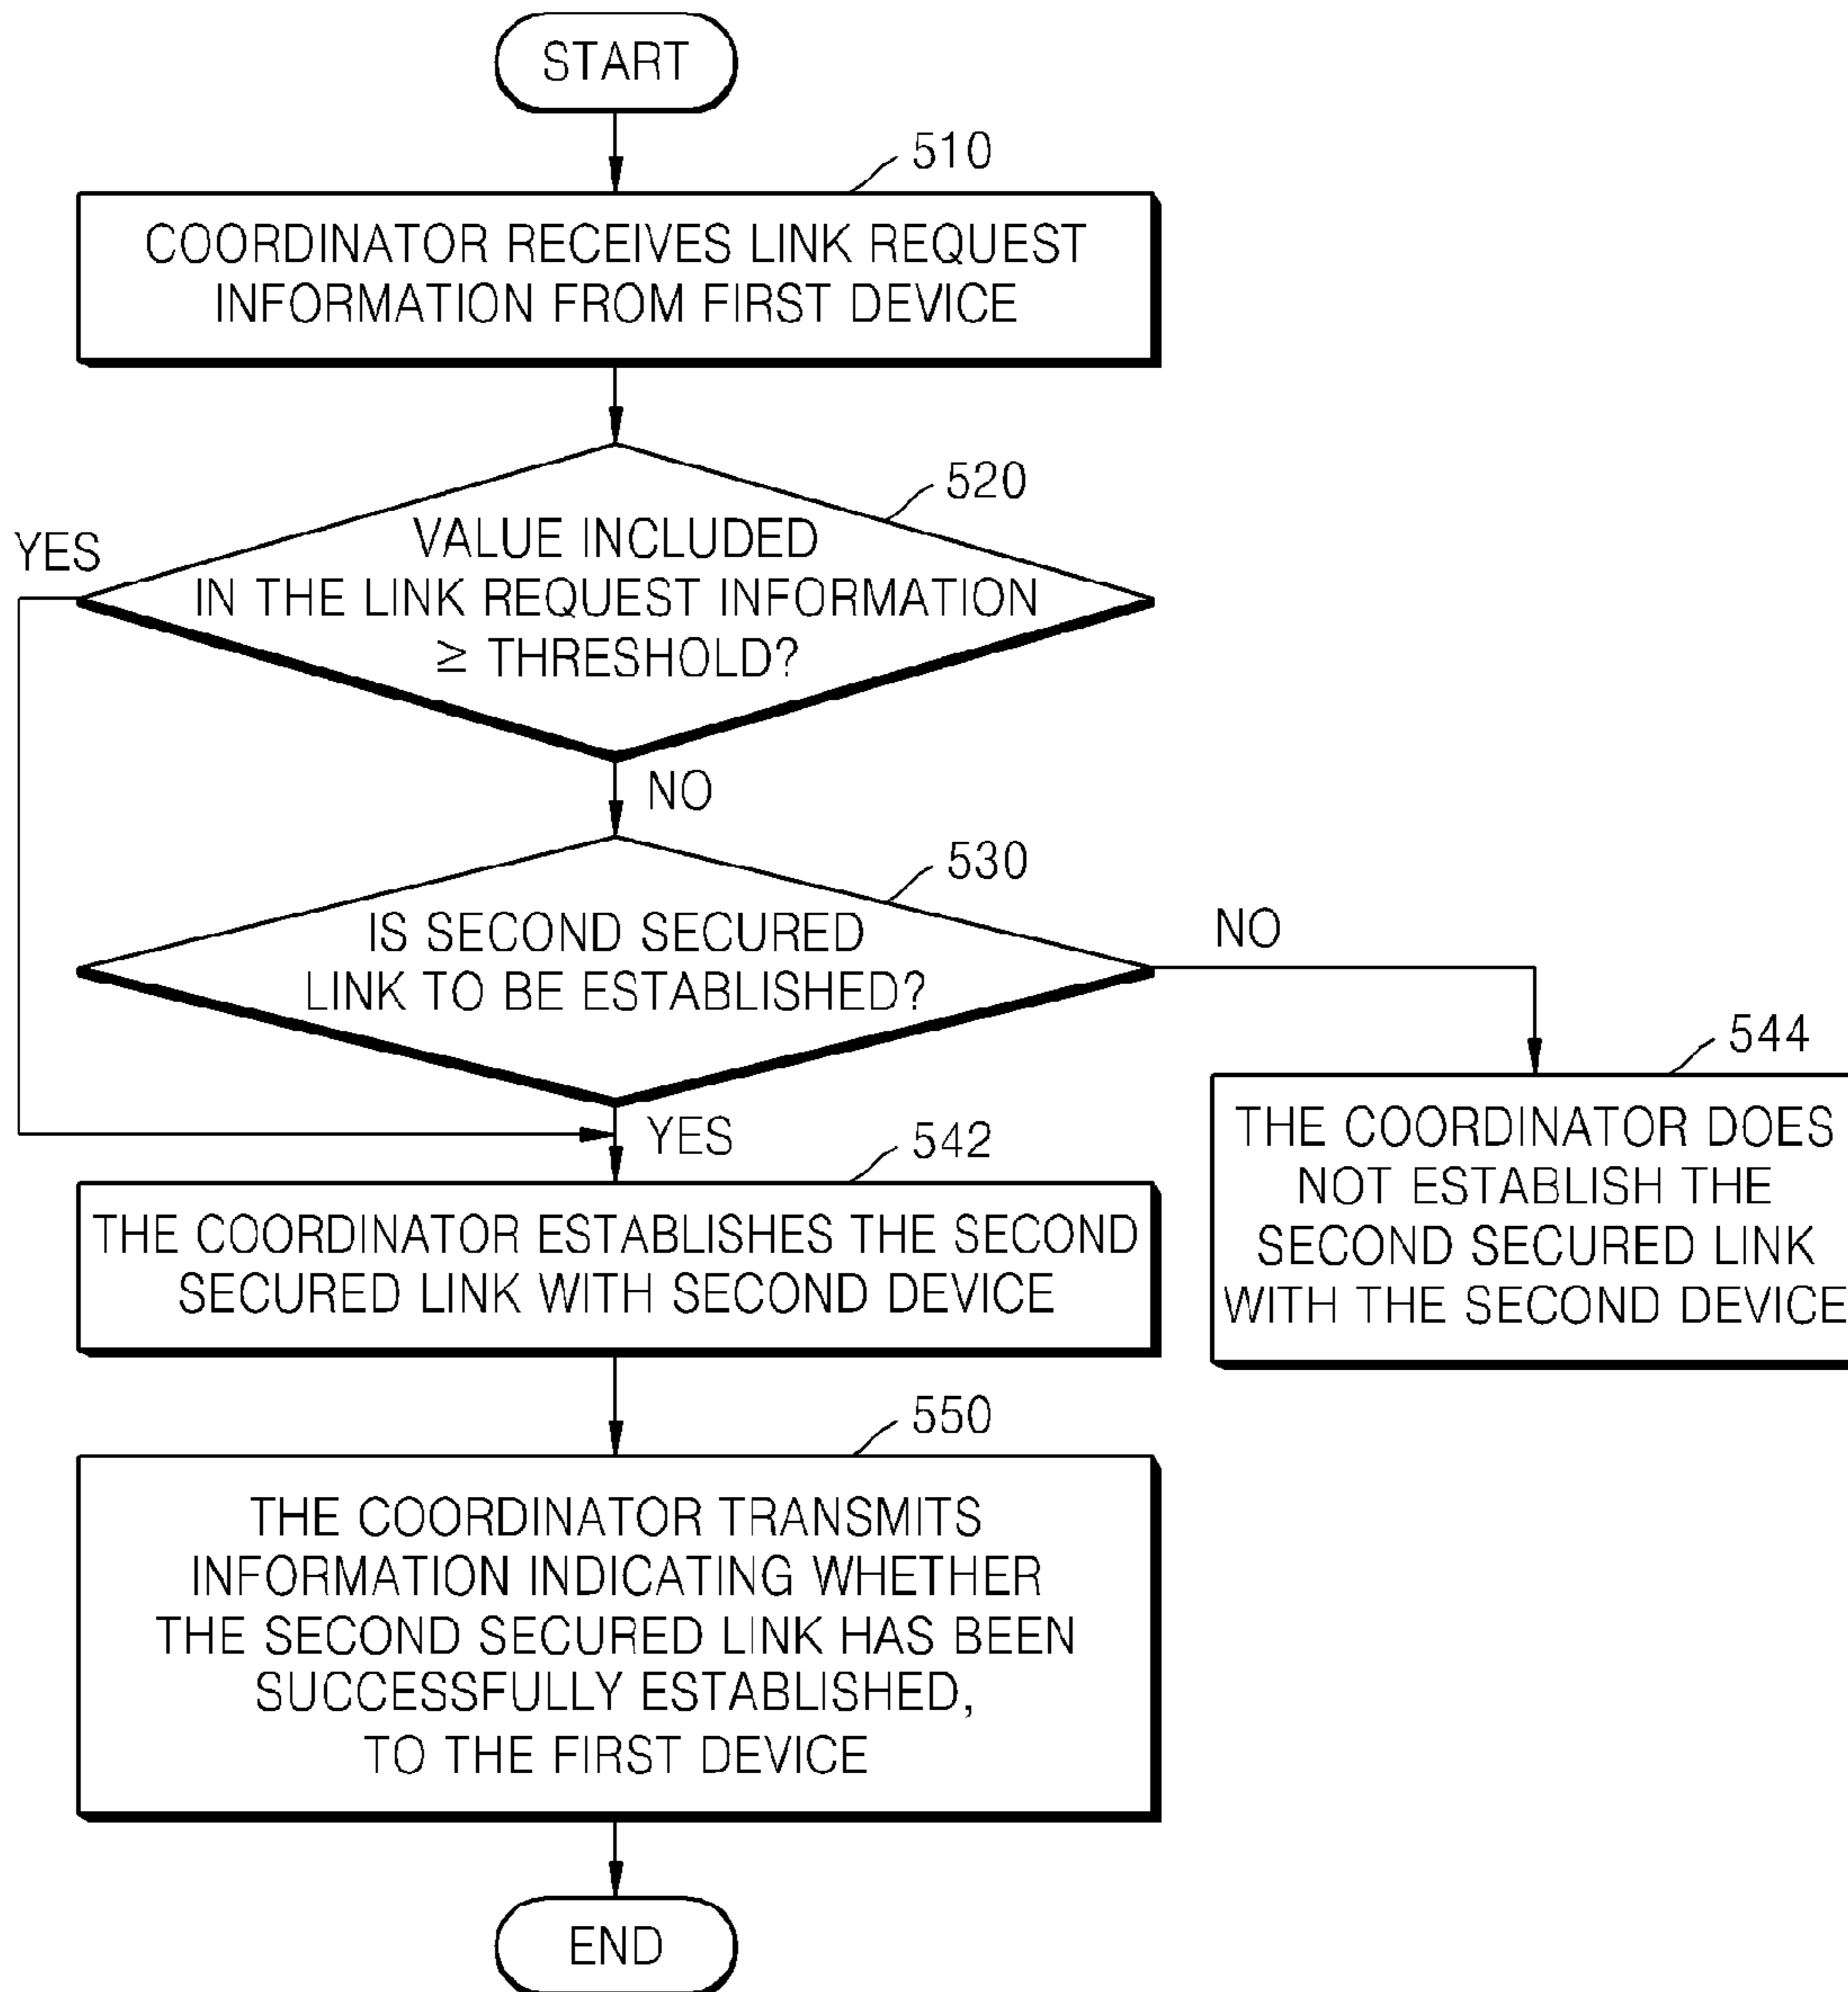 START
510
COORDINATOR RECEIVES LINK REQUEST
INFORMATION FROM FIRST DEVICE
520
YES
VALUE INCLUDED
IN THE LINK REQUEST INFORMATION
≥ THRESHOLD?
NO
530
IS SECOND SECURED
LINK TO BE ESTABLISHED?
NO
544
THE COORDINATOR DOES
NOT ESTABLISH THE
SECOND SECURED LINK
WITH THE SECOND DEVICE
YES
542
THE COORDINATOR ESTABLISHES THE SECOND
SECURED LINK WITH SECOND DEVICE
550
THE COORDINATOR TRANSMITS
INFORMATION INDICATING WHETHER
THE SECOND SECURED LINK HAS BEEN
SUCCESSFULLY ESTABLISHED,
TO THE FIRST DEVICE
END